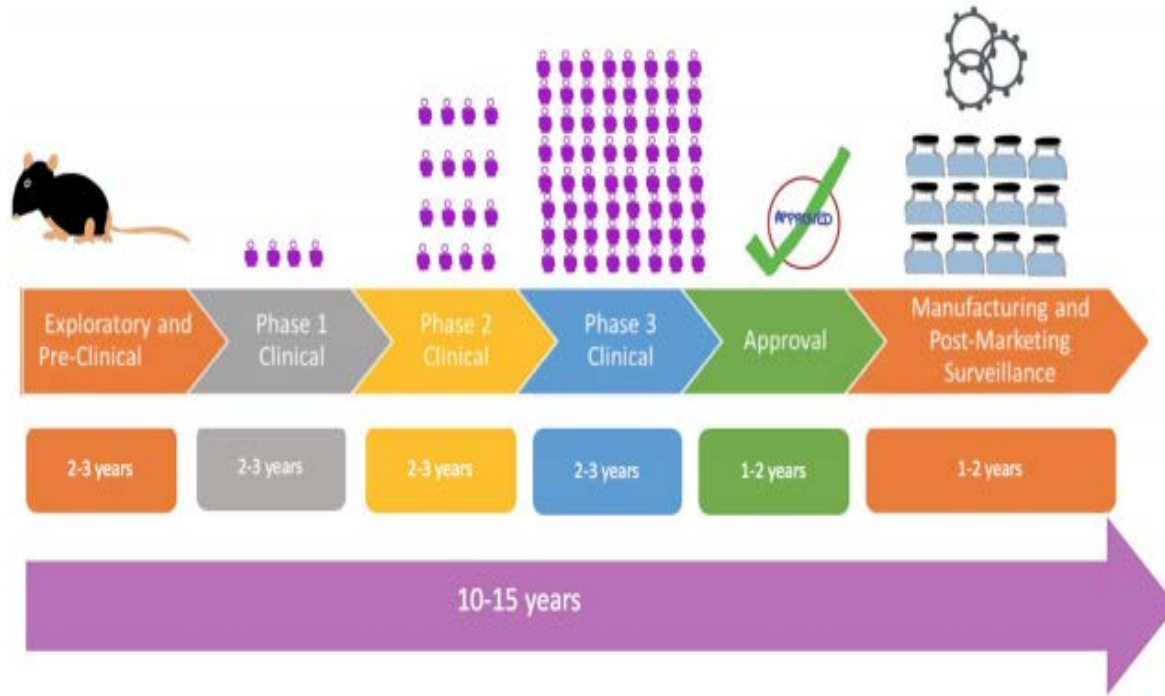 APPROVED
Exploratory and
Pre-Clinical
Phase 1
Clinical
Phase 2
Clinical
Phase 3
Clinical
Approval
Manufacturing and
Post-Marketing
Surveillance
2-3 years
2-3 years
2-3 years
2-3 years
1-2 years
1-2 years
10-15 years